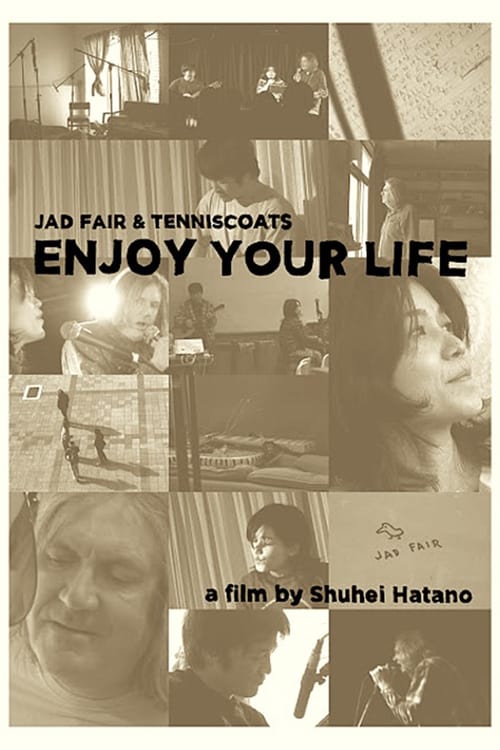 JAD FAIR & TENNISCOATS
ENJOY YOUR LIFE
JAD FAIR
a film by Shuhei Hatano